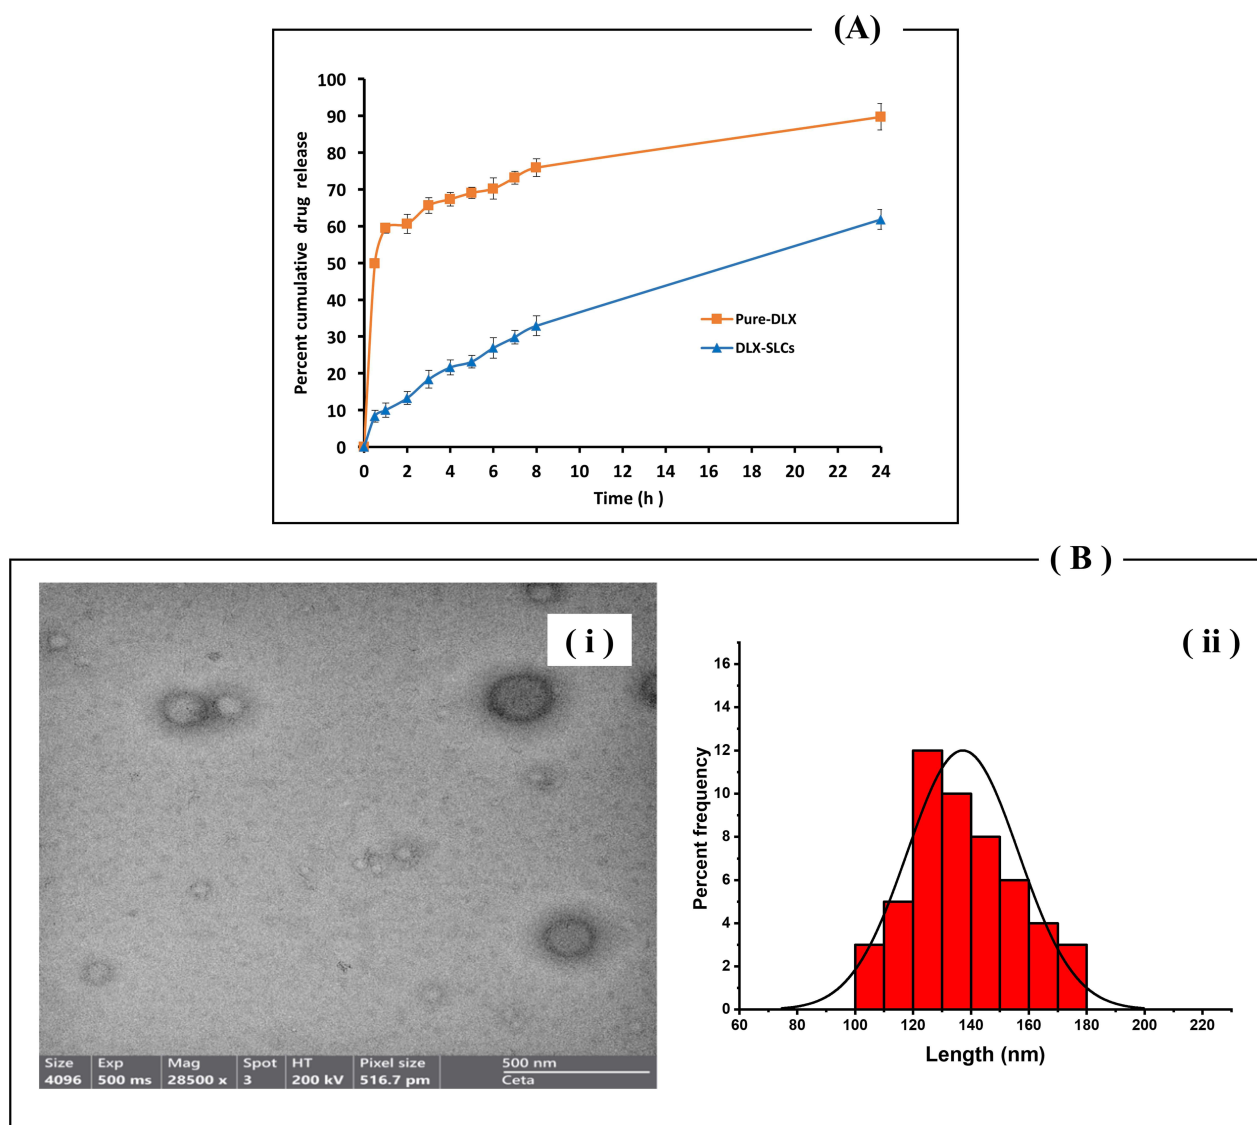 (A)
100
90
80
70
60
50
40
30
20
10
0
Percent cumulative drug release
Pure-DLX
DLX-SLCs
0 2 4 6 8 10 12 14 16 18 20 22 24
Time (h )
( B )
( i )
Size Exp Mag Spot HT Pixel size 500 nm
4096 500 ms 28500 x 3 200 kV 516.7 pm Ceta
( ii )
16
14
12
10
8
6
4
2
0
Percent frequency
60 80 100 120 140 160 180 200 220
Length (nm)